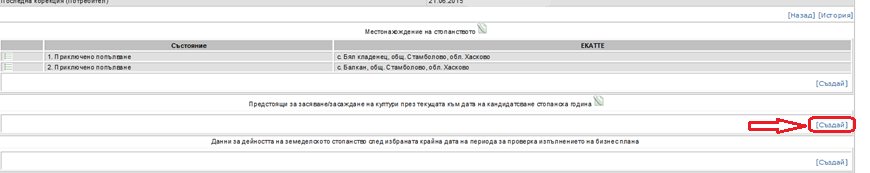 Последна корекция (Потребител) 21.06.2015
[Назад] [История]
Местонахождение на стопанството
Състояние ЕКАТТЕ
1. Приключено попълване с. Бял кладенец, общ. Стамболово, обл. Хасково
2. Приключено попълване с. Балкан, общ. Стамболово, обл. Хасково
[Създай]
Предстоящи за засяване/засаждане на култури през текущата към дата на кандидатсване стопанска година
[Създай]
Данни за дейността на земеделското стопанство след избраната крайна дата на периода за проверка изпълнението на бизнес плана
[Създай]